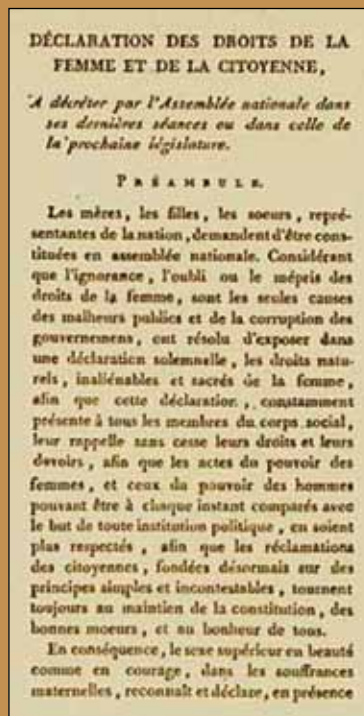 DÉCLARATION DES DROITS DE LA
FEMME ET DE LA CITOYENNE,
A décréter par l'Assemblée nationale dans
ses dernières séances ou dans celle de
la prochaine législature.
PRÉAMBULE.
Les mères, les filles, les soeurs, repré-
sentantes de la nation, demandent d'être cons-
tituées en assemblée nationale. Considérant
que l'ignorance, l'oubli ou le mépris des
droits de la femme, sont les seules causes
des malheurs publics et de la corruption des
gouvernemens, ont résolu d'exposer dans
une déclaration solemnelle, les droits natu-
rels, inaliénables et sacrés de la femme,
afin que cette déclaration, constamment
présente à tous les membres du corps social,
leur rappelle sans cesse leurs droits et leurs
devoirs, afin que les actes du pouvoir des
femmes, et ceux du pouvoir des hommes
pouvant être à chaque instant comparés avec
le but de toute institution politique, en soient
plus respectés, afin que les réclamations
des citoyennes, fondées désormais sur des
principes simples et incontestables, tournent
toujours au maintien de la constitution, des
bonnes moeurs, et au bonheur de tous.
En conséquence, le sexe supérieur en beauté
comme en courage, dans les souffrances
maternelles, reconnaît et déclare, en présence